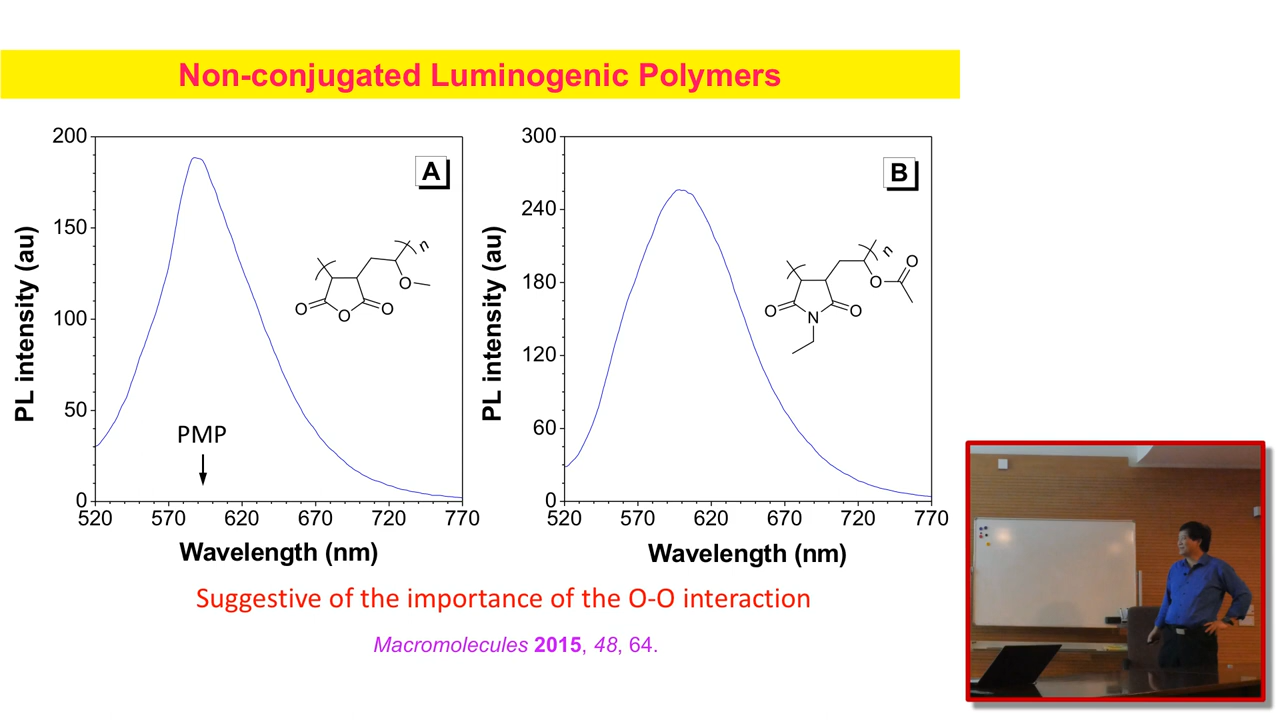 Non-conjugated Luminogenic Polymers
200
150
100
50
0
520 570 620 670 720 770
PL intensity (au)
Wavelength (nm)
A
PMP
n
O
O
O
O
300
240
180
120
60
0
520 570 620 670 720 770
PL intensity (au)
Wavelength (nm)
B
n
O
O
O
O
N
Suggestive of the importance of the O-O interaction
Macromolecules 2015, 48, 64.